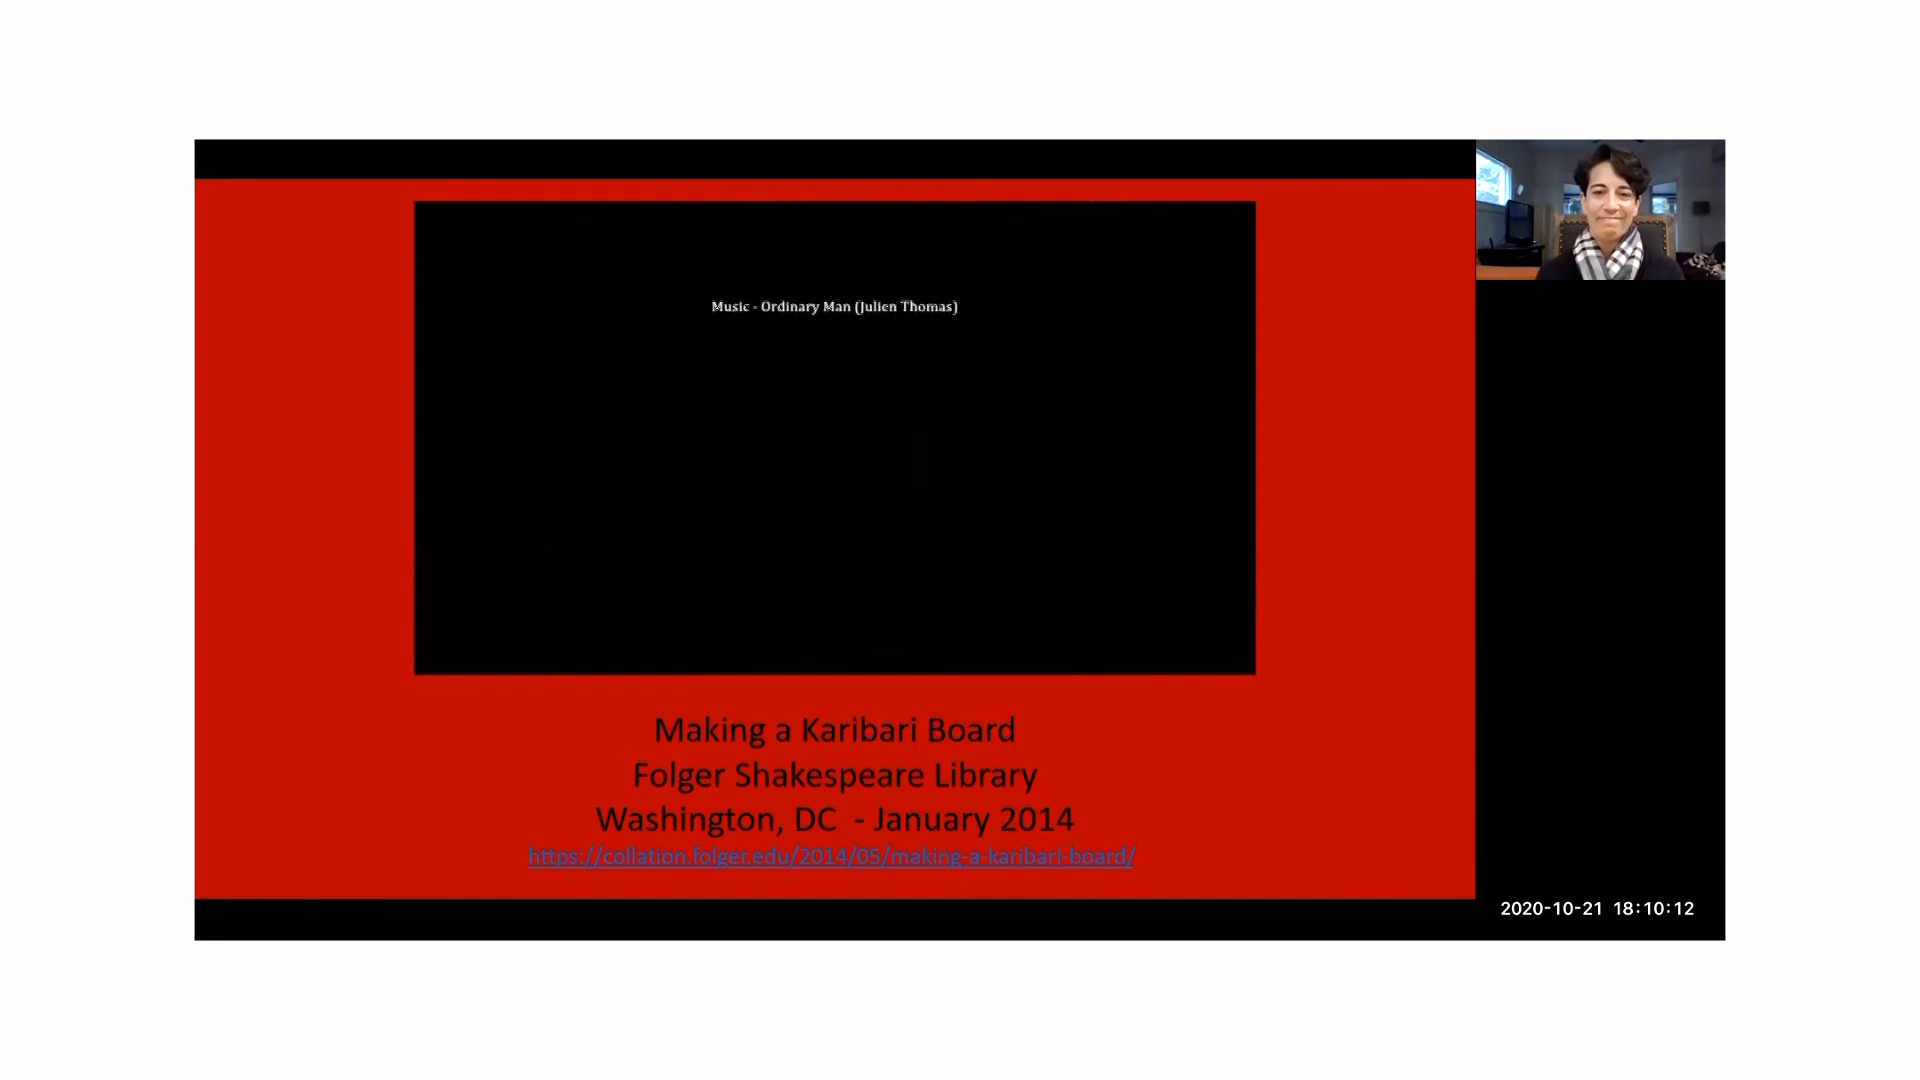 Music - Ordinary Man (Julien Thomas)
Making a Karibari Board
Folger Shakespeare Library
Washington, DC  - January 2014
https://collation.folger.edu/2014/05/making-a-karibari-board/
2020-10-21 18:10:12